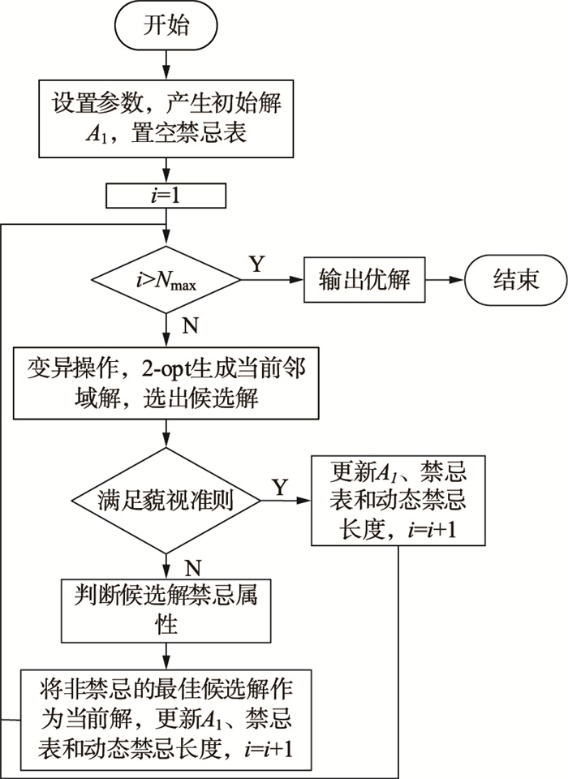 开始
设置参数，产生初始解
A₁，置空禁忌表
i=1
i>Nmax
Y
输出优解
结束
N
变异操作，2-opt生成当前邻
域解，选出候选解
满足藐视准则
Y
更新A₁、禁忌
表和动态禁忌
长度，i=i+1
N
判断候选解禁忌属
性
将非禁忌的最佳候选解作
为当前解，更新A₁、禁忌
表和动态禁忌长度，i=i+1